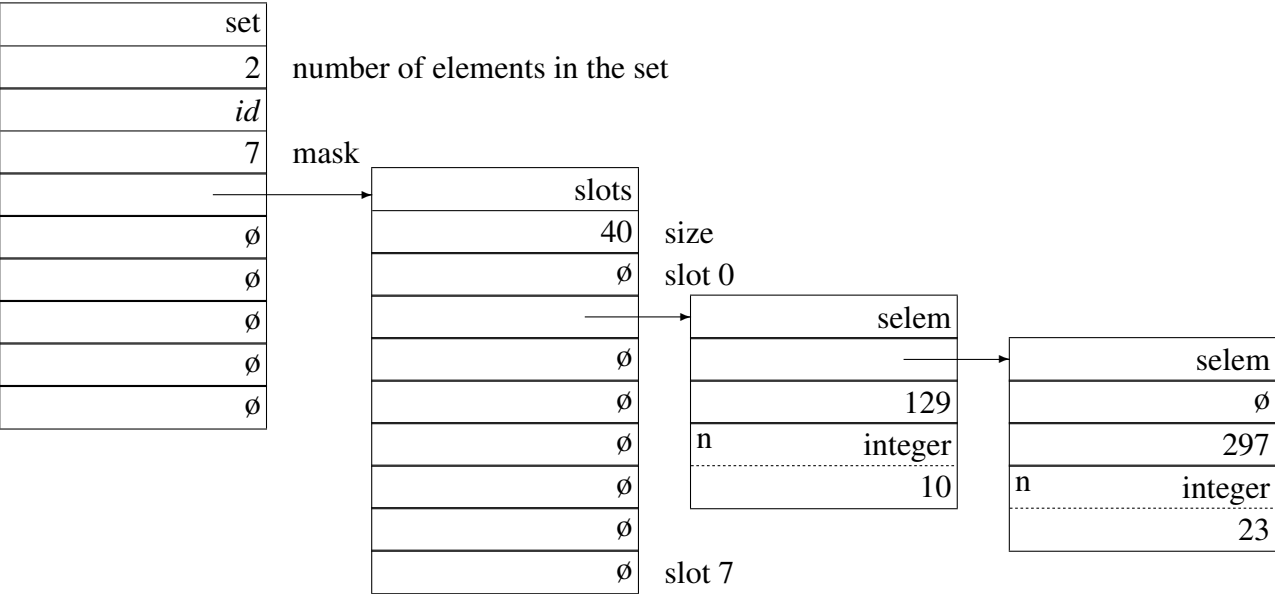 set
2 number of elements in the set
id
7 mask
ø
ø
ø
ø
ø
slots
40 size
ø slot 0
ø
ø
ø
ø
ø
ø slot 7
selem
129
n integer
10
selem
ø
297
n integer
23